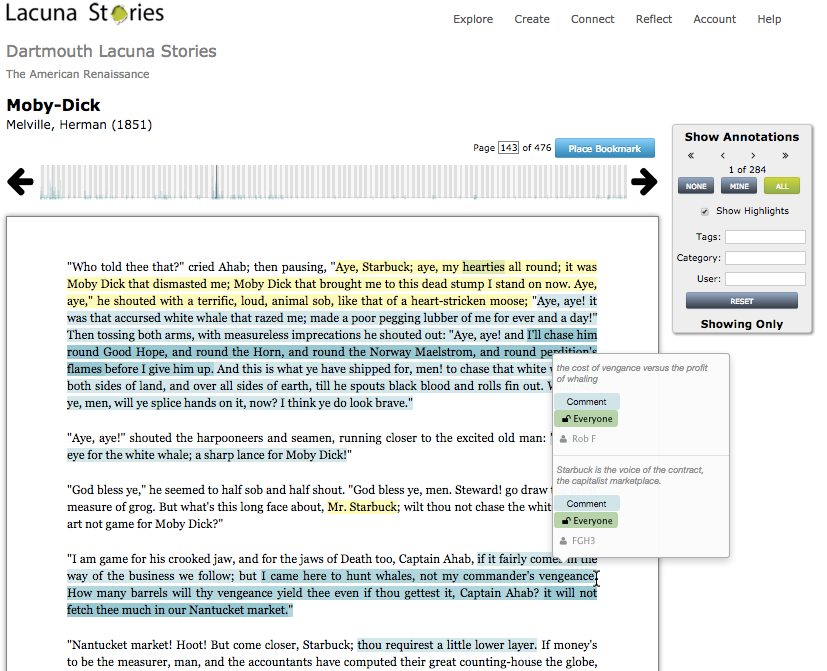 Lacuna Stories
Explore Create Connect Reflect Account Help
Dartmouth Lacuna Stories
The American Renaissance
Moby-Dick
Melville, Herman (1851)
Page 143 of 476 Place Bookmark
Show Annotations
« ‹ › »
1 of 284
NONE MINE ALL
Show Highlights
Tags:
Category:
User:
RESET
Showing Only
"Who told thee that?" cried Ahab; then pausing, "Aye, Starbuck; aye, my hearties all round; it was
Moby Dick that dismasted me; Moby Dick that brought me to this dead stump I stand on now. Aye,
aye," he shouted with a terrific, loud, animal sob, like that of a heart-stricken moose; "Aye, aye! it
was that accursed white whale that razed me; made a poor pegging lubber of me for ever and a day!"
Then tossing both arms, with measureless imprecations he shouted out: "Aye, aye! and I'll chase him
round Good Hope, and round the Horn, and round the Norway Maelstrom, and round perdition's
flames before I give him up. And this is what ye have shipped for, men! to chase that white
both sides of land, and over all sides of earth, till he spouts black blood and rolls fin out.
ye, men, will ye splice hands on it, now? I think ye do look brave."
"Aye, aye!" shouted the harpooneers and seamen, running closer to the excited old man:
eye for the white whale; a sharp lance for Moby Dick!"
"God bless ye," he seemed to half sob and half shout. "God bless ye, men. Steward! go draw
measure of grog. But what's this long face about, Mr. Starbuck; wilt thou not chase the
art not game for Moby Dick?"
"I am game for his crooked jaw, and for the jaws of Death too, Captain Ahab, if it fairly comes in the
way of the business we follow; but I came here to hunt whales, not my commander's vengeance.
How many barrels will thy vengeance yield thee even if thou gettest it, Captain Ahab? it will not
fetch thee much in our Nantucket market."
"Nantucket market! Hoot! But come closer, Starbuck; thou requirest a little lower layer. If money's
to be the measurer, man, and the accountants have computed their great counting-house the globe,
the cost of vengance versus the profit
of whaling
Comment
Everyone
Rob F
Starbuck is the voice of the contract,
the capitalist marketplace.
Comment
Everyone
FGH3